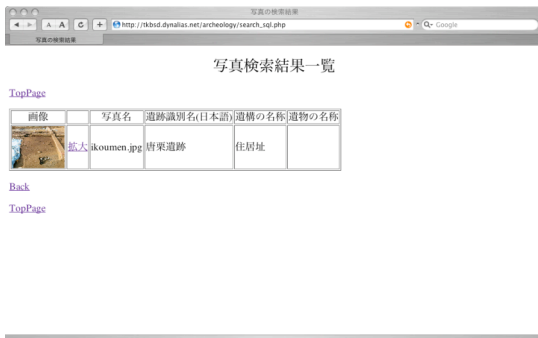 写真の検索結果
A A C + http://tkbsd.dynalias.net/archeology/search_sql.php Q- Google
写真の検索結果
写真検索結果一覧
TopPage
画像 写真名 遺跡識別名(日本語) 遺構の名称 遺物の名称
拡大 ikoumen.jpg 唐栗遺跡 住居址
Back
TopPage